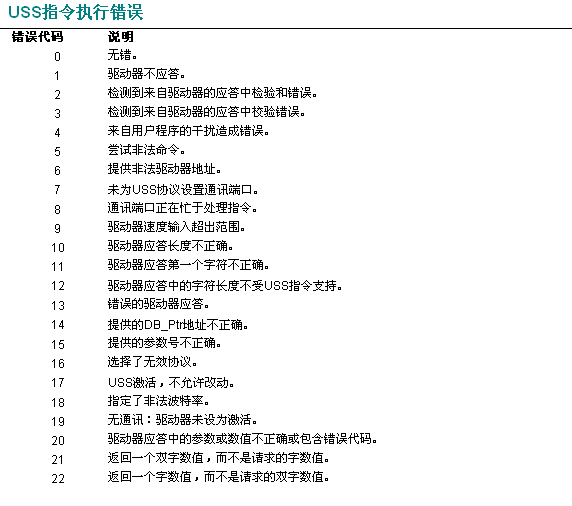 USS指令执行错误
错误代码 说明
0 无错。
1 驱动器不应答。
2 检测到来自驱动器的应答中检验和错误。
3 检测到来自驱动器的应答中校验错误。
4 来自用户程序的干扰造成错误。
5 尝试非法命令。
6 提供非法驱动器地址。
7 未为USS协议设置通讯端口。
8 通讯端口正在忙于处理指令。
9 驱动器速度输入超出范围。
10 驱动器应答长度不正确。
11 驱动器应答第一个字符不正确。
12 驱动器应答中的字符长度不受USS指令支持。
13 错误的驱动器应答。
14 提供的DB_Ptr地址不正确。
15 提供的参数号不正确。
16 选择了无效协议。
17 USS激活，不允许改动。
18 指定了非法波特率。
19 无通讯：驱动器未设为激活。
20 驱动器应答中的参数或数值不正确或包含错误代码。
21 返回一个双字数值，而不是请求的字数值。
22 返回一个字数值，而不是请求的双字数值。